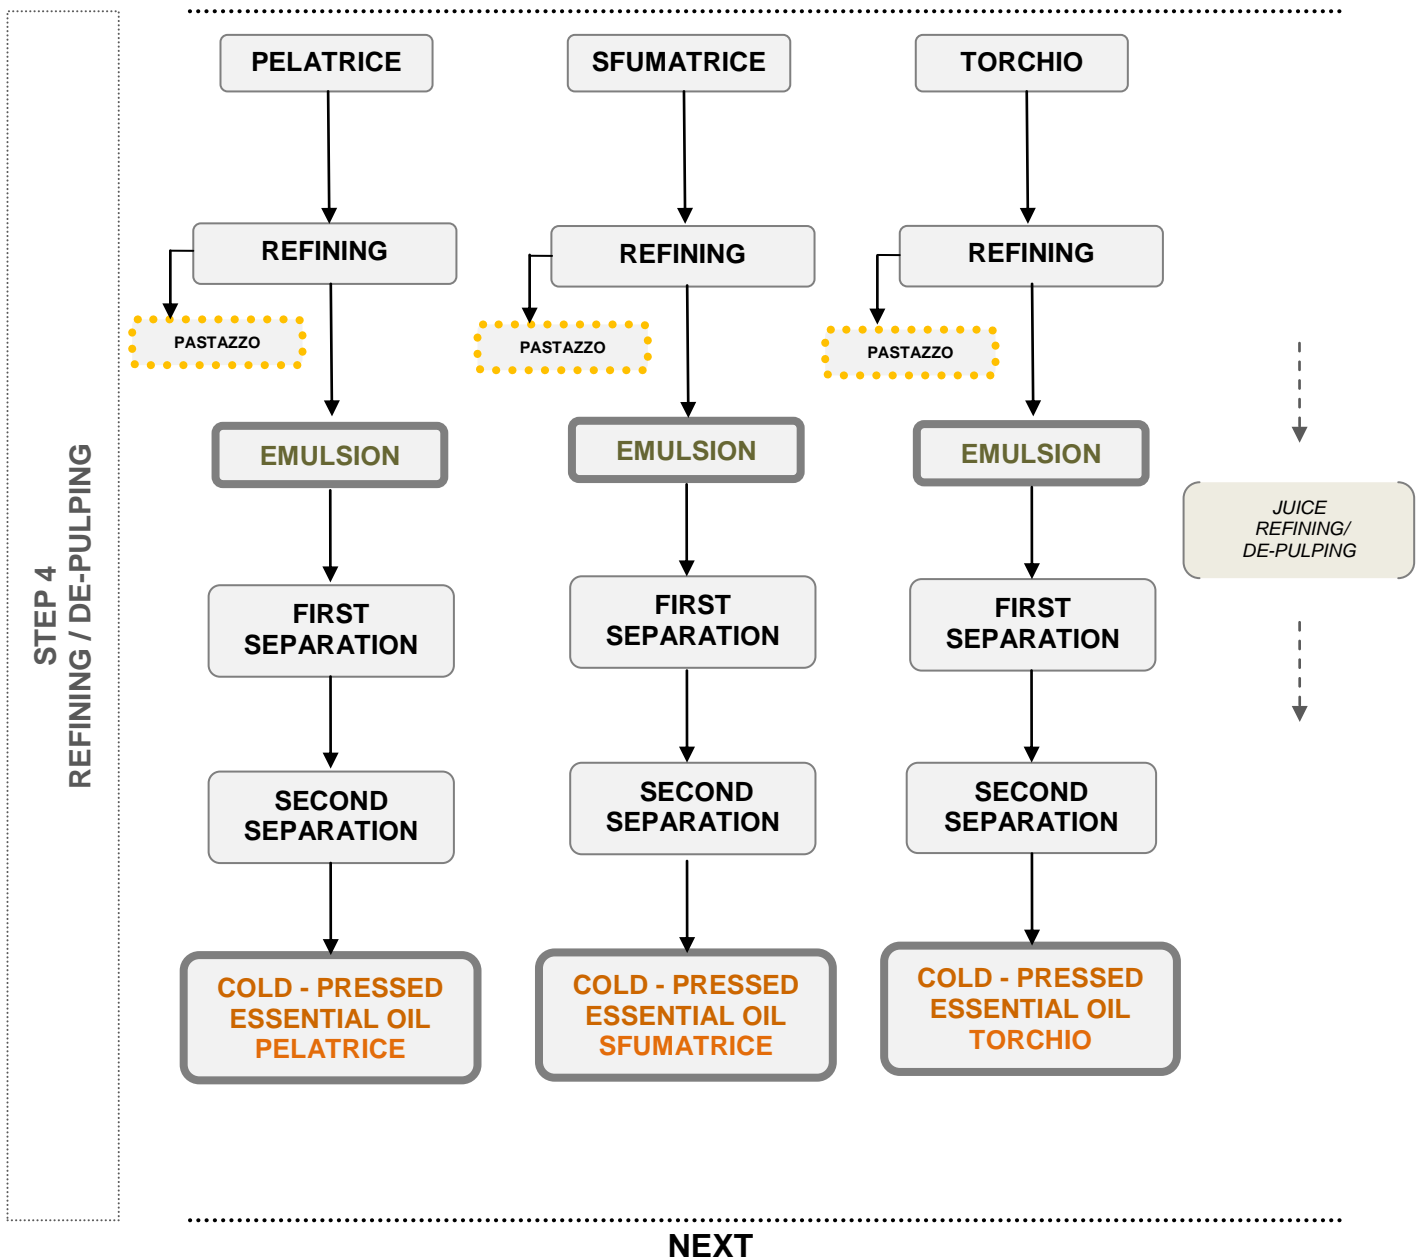 STEP 4
REFINING / DE-PULPING
PELATRICE
SFUMATRICE
TORCHIO
REFINING
REFINING
REFINING
PASTAZZO
PASTAZZO
PASTAZZO
EMULSION
EMULSION
EMULSION
JUICE
REFINING/
DE-PULPING
FIRST
SEPARATION
FIRST
SEPARATION
FIRST
SEPARATION
SECOND
SEPARATION
SECOND
SEPARATION
SECOND
SEPARATION
COLD - PRESSED
ESSENTIAL OIL
PELATRICE
COLD - PRESSED
ESSENTIAL OIL
SFUMATRICE
COLD - PRESSED
ESSENTIAL OIL
TORCHIO
NEXT